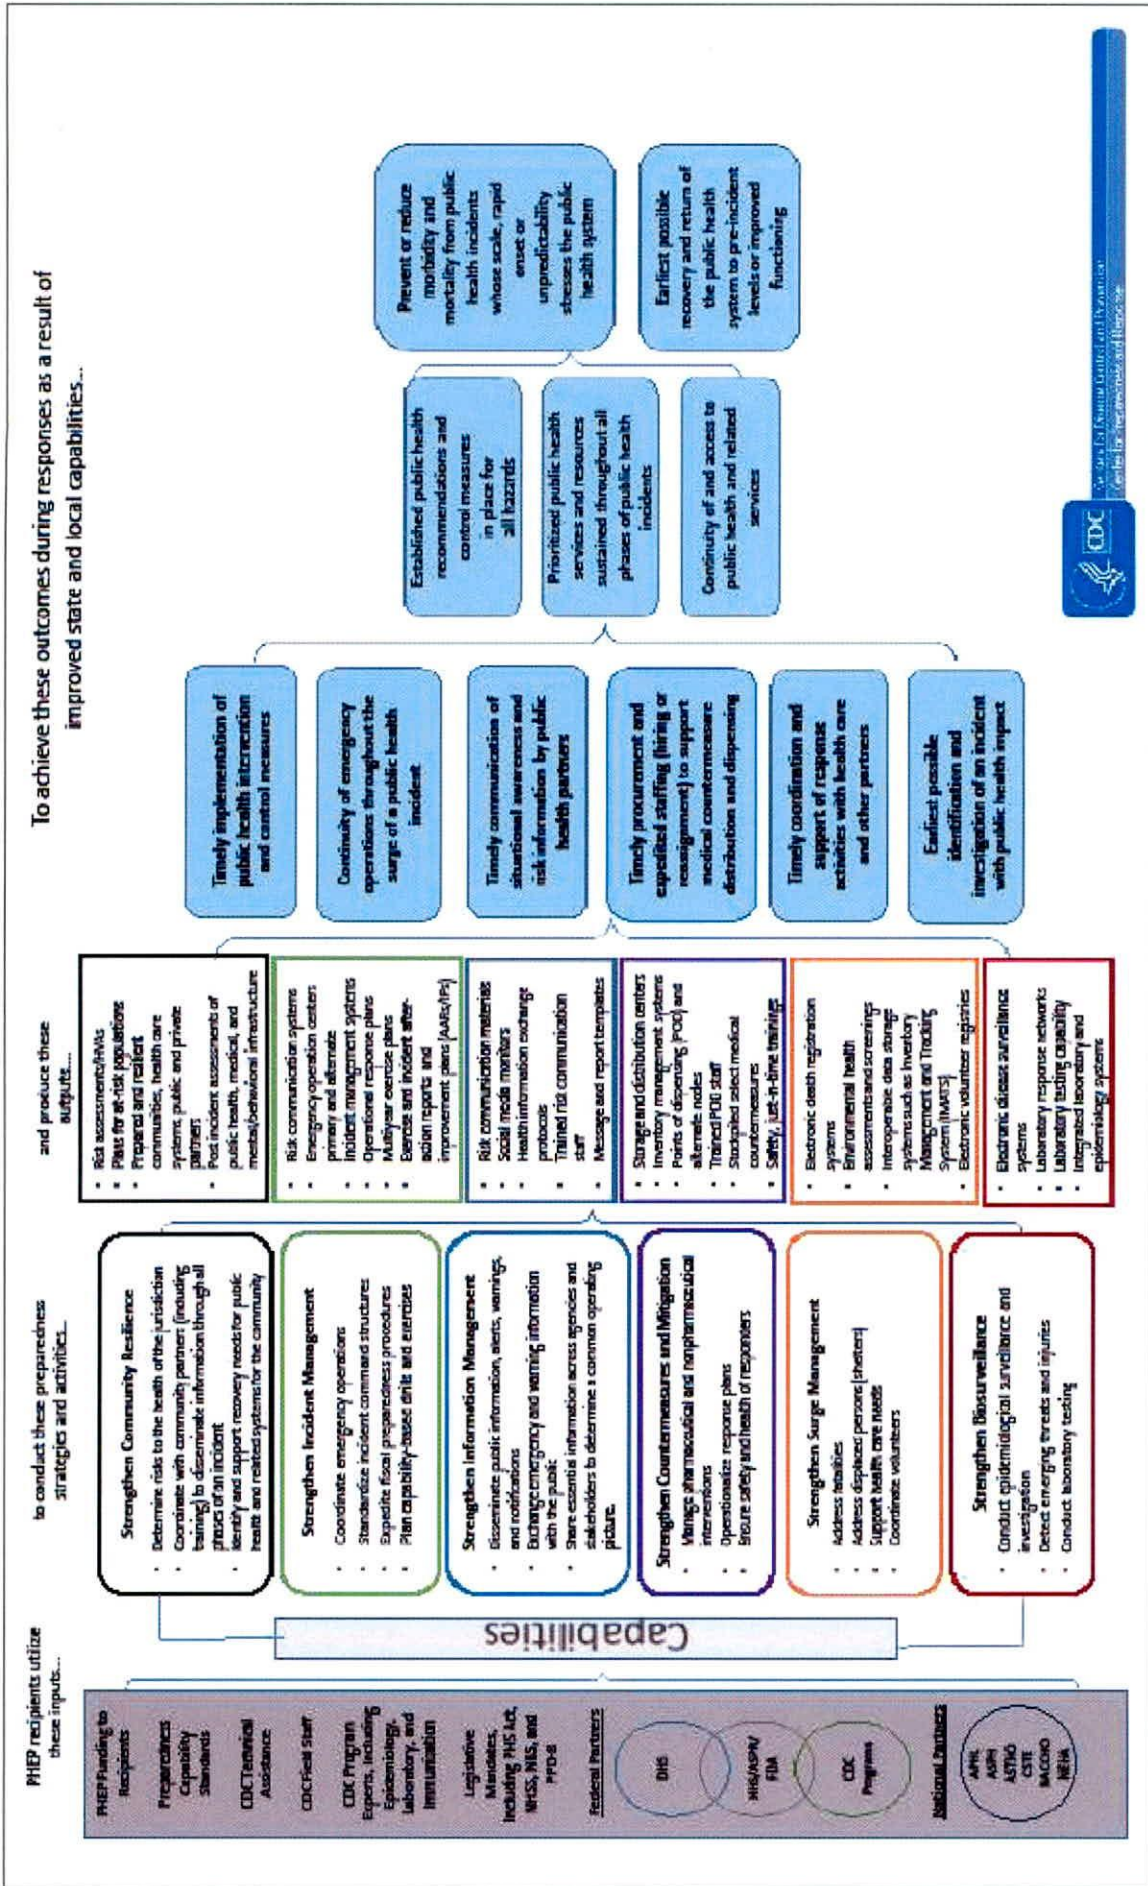 PHEP recipients utilize
these inputs...
PHEP Funding to
Recipients
Preparedness
Capability
Standards
CDC Technical
Assistance
CDC Field Staff
CDC Program
Experts, Including
Epidemiology,
Laboratory, and
Immunization
Legislative
Mandates,
Including PHS Act,
NHSS, NRS, and
PPD-8
Federal Partners
DHS
HHS/ASPR/
FDA
CDC
Programs
National Partners
APHL
ASPH
ASTHO
CSTE
NACCHO
NEHA
Capabilities
to conduct these preparedness
strategies and activities...
Strengthen Community Resilience
• Determine risks to the health of the jurisdiction
• Coordinate with community partners (including
training) to disseminate information through all
phases of an incident
• Identify and support recovery needs for public
health and related systems for the community
Strengthen Incident Management
• Coordinate emergency operations
• Standardize incident command structures
• Expedite fiscal preparedness procedures
• Plan capability-based drills and exercises
Strengthen Information Management
• Disseminate public information, alerts, warnings,
and notifications
• Exchange emergency and warning information
with the public
• Share essential information across agencies and
stakeholders to determine a common operating
picture.
Strengthen Countermeasures and Mitigation
• Manage pharmaceutical and nonpharmaceutical
interventions
• Operationalize response plans
• Ensure safety and health of responders
Strengthen Surge Management
• Address fatalities
• Address displaced persons (shelters)
• Support health care needs
• Coordinate volunteers
Strengthen Biosurveillance
• Conduct epidemiological surveillance and
investigation
• Detect emerging threats and injuries
• Conduct laboratory testing
and produce these
outputs...
• Risk assessments/HVAs
• Plans for at-risk populations
• Prepared and resilient
communities, health care
systems, public and private
partners
• Post incident assessments of
public health, medical, and
mental/behavioral infrastructure
• Risk communication systems
• Emergency operation centers
primary and alternate
• Incident management systems
• Operational response plans
• Multiyear exercise plans
• Exercise and incident after-
action reports and
improvement plans (AARs/IPs)
• Risk communication materials
• Social media monitors
• Health information exchange
protocols
• Trained risk communication
staff
• Message and report templates
• Storage and distribution centers
• Inventory management systems
• Points of dispensing (POD) and
alternate nodes
• Trained POD staff
• Stockpiled select medical
countermeasures
• Safety, just-in-time trainings
• Electronic death registration
systems
• Environmental health
assessments and screenings
• Interoperable data storage
systems such as Inventory
Management and Tracking
System (IMATS)
• Electronic volunteer registries
• Electronic disease surveillance
systems
• Laboratory response networks
• Laboratory testing capability
• Integrated laboratory and
epidemiology systems
To achieve these outcomes during responses as a result of
improved state and local capabilities...
Timely implementation of
public health intervention
and control measures
Continuity of emergency
operations throughout the
surge of a public health
incident
Timely communication of
situational awareness and
risk information by public
health partners
Timely procurement and
expedited staffing (hiring or
reassignment) to support
medical countermeasure
distribution and dispensing
Timely coordination and
support of response
activities with health care
and other partners
Earliest possible
identification and
investigation of an incident
with public health impact
Established public health
recommendations and
control measures
in place for
all hazards
Prioritized public health
services and resources
sustained throughout all
phases of public health
incidents
Continuity of and access to
public health and related
services
Prevent or reduce
morbidity and
mortality from public
health incidents
whose scale, rapid
onset or
unpredictability
stresses the public
health system
Earliest possible
recovery and return of
the public health
system to pre-incident
levels or improved
functioning
CDC
Centers for Disease Control and Prevention
Center for Preparedness and Response